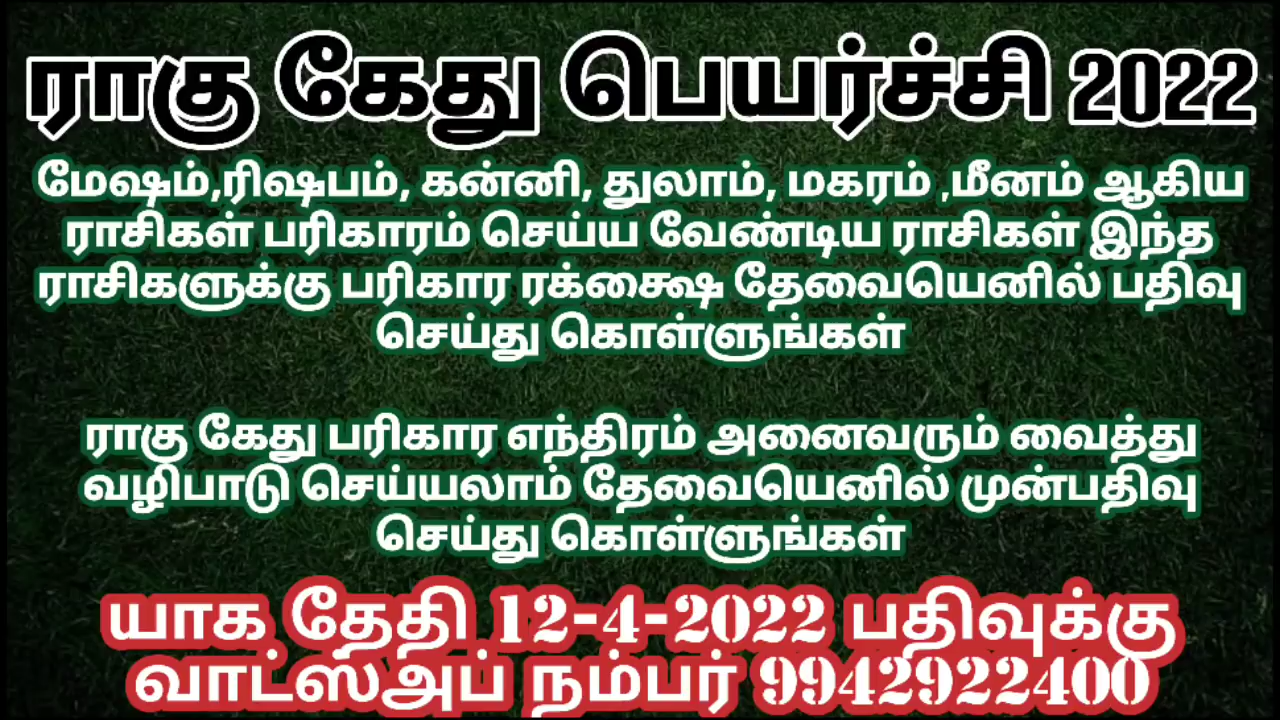 ராகு கேது பெயர்ச்சி 2022
மேஷம்,ரிஷபம், கன்னி, துலாம், மகரம் ,மீனம் ஆகிய
ராசிகள் பரிகாரம் செய்ய வேண்டிய ராசிகள் இந்த
ராசிகளுக்கு பரிகார ரக்க்ஷை தேவையெனில் பதிவு
செய்து கொள்ளுங்கள்
ராகு கேது பரிகார எந்திரம் அனைவரும் வைத்து
வழிபாடு செய்யலாம் தேவையெனில் முன்பதிவு
செய்து கொள்ளுங்கள்
யாக தேதி 12-4-2022 பதிவுக்கு
வாட்ஸ்அப் நம்பர் 9942922400